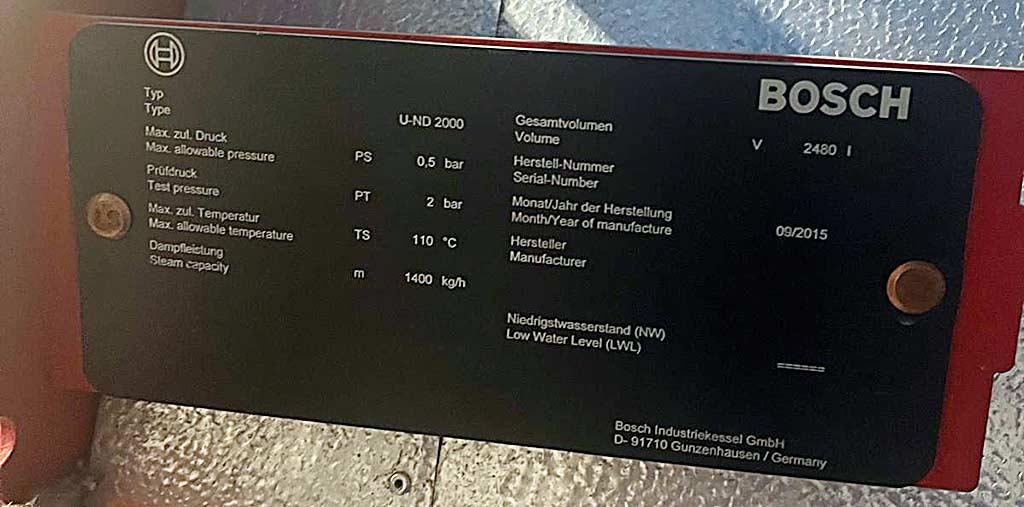 BOSCH
Typ
Type U-ND 2000
Max. zul. Druck
Max. allowable pressure PS 0,5 bar
Prüfdruck
Test pressure PT 2 bar
Max. zul. Temperatur
Max. allowable temperature TS 110 °C
Dampfleistung
Steam capacity m 1400 kg/h
Gesamtvolumen
Volume V 2480 l
Herstell-Nummer
Serial-Number
Monat/Jahr der Herstellung
Month/Year of manufacture 09/2015
Hersteller
Manufacturer
Niedrigstwasserstand (NW)
Low Water Level (LWL) ======
Bosch Industriekessel GmbH
D- 91710 Gunzenhausen / Germany